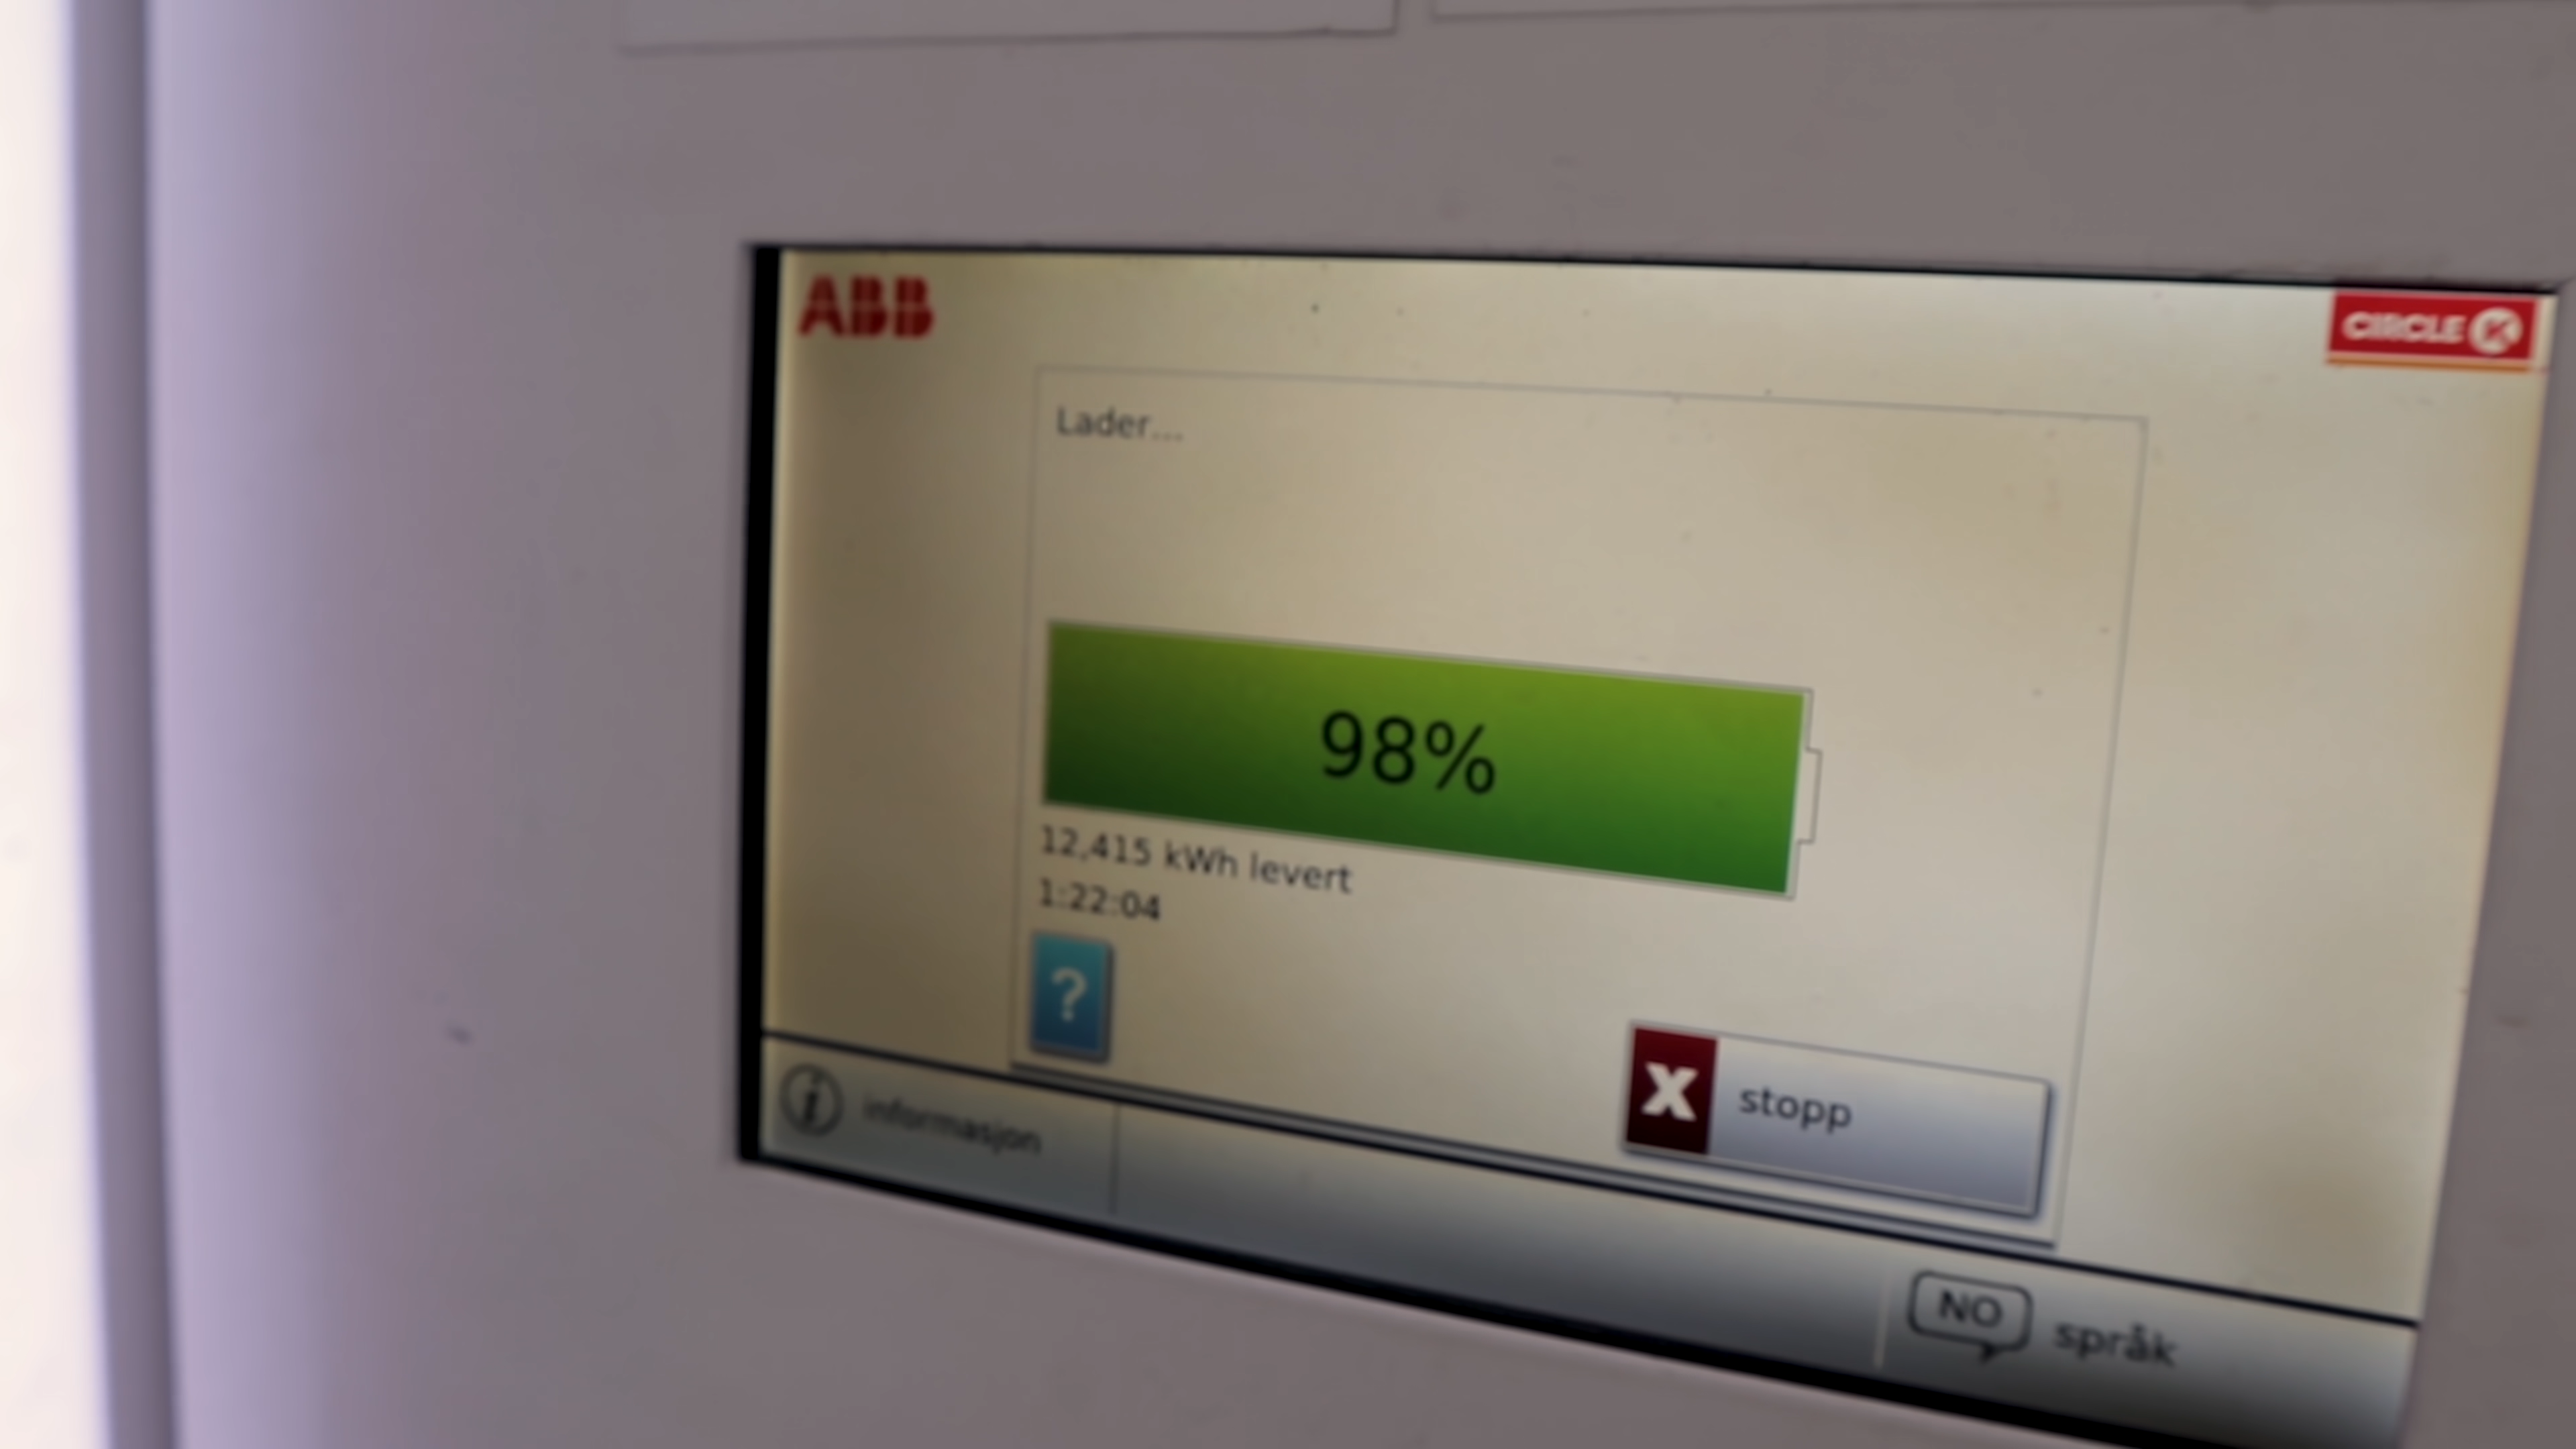 ABB
CIRCLE K
Lader...
98%
12,415 kWh levert
1:22:04
?
X stopp
i informasjon
NO språk